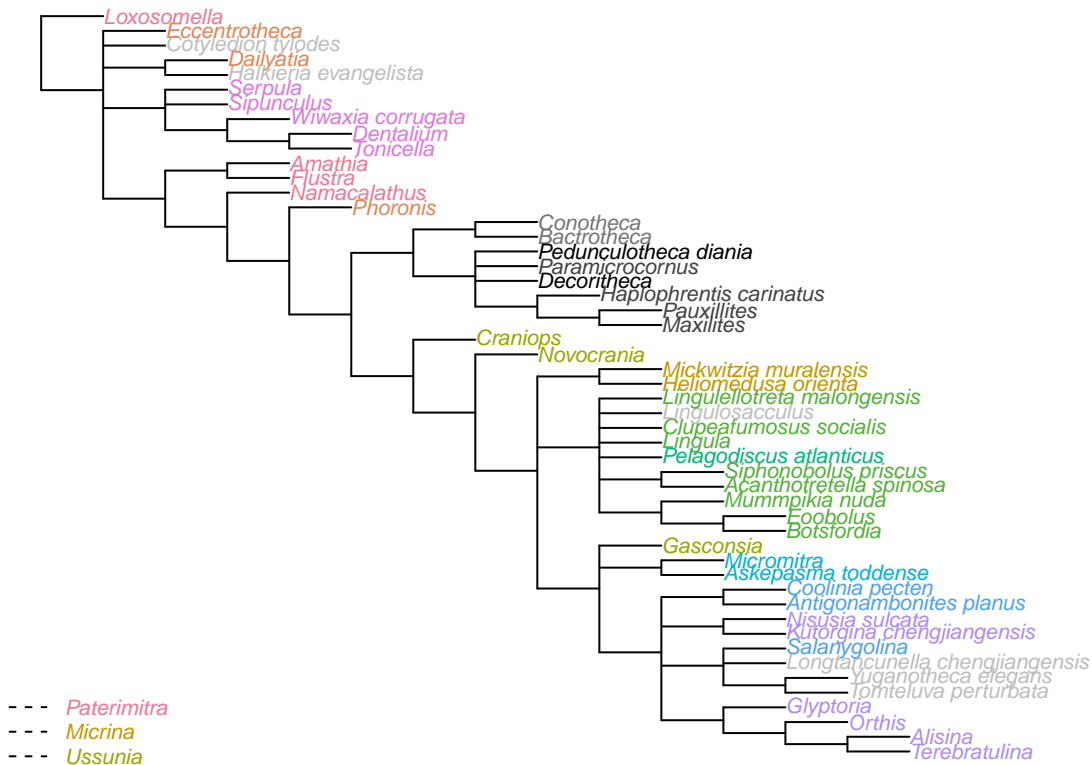 Loxosomella
Eccentrotheca
Cotyledion tylodes
Dailyatia
Halkieria evangelista
Serpula
Sipunculus
Wiwaxia corrugata
Dentalium
Tonicella
Amathia
Flustra
Namacalathus
Phoronis
Conotheca
Bactrotheca
Pedunculotheca diania
Paramicrocornus
Decoritheca
Haplophrentis carinatus
Pauxillites
Maxilites
Craniops
Novocrania
Mickwitzia muralensis
Heliomedusa orienta
Lingulellotreta malongensis
Lingulosacculus
Clupeafumosus socialis
Lingula
Pelagodiscus atlanticus
Siphonobolus priscus
Acanthotretella spinosa
Mummpikia nuda
Eoobolus
Botsfordia
Gasconsia
Micromitra
Askepasma toddense
Coolinia pecten
Antigonambonites planus
Nisusia sulcata
Kutorgina chengjiangensis
Salanygolina
Longtancunella chengjiangensis
Yuganotheca elegans
Tomteluva perturbata
Glyptoria
Orthis
Alisina
Terebratulina
Paterimitra
Micrina
Ussunia